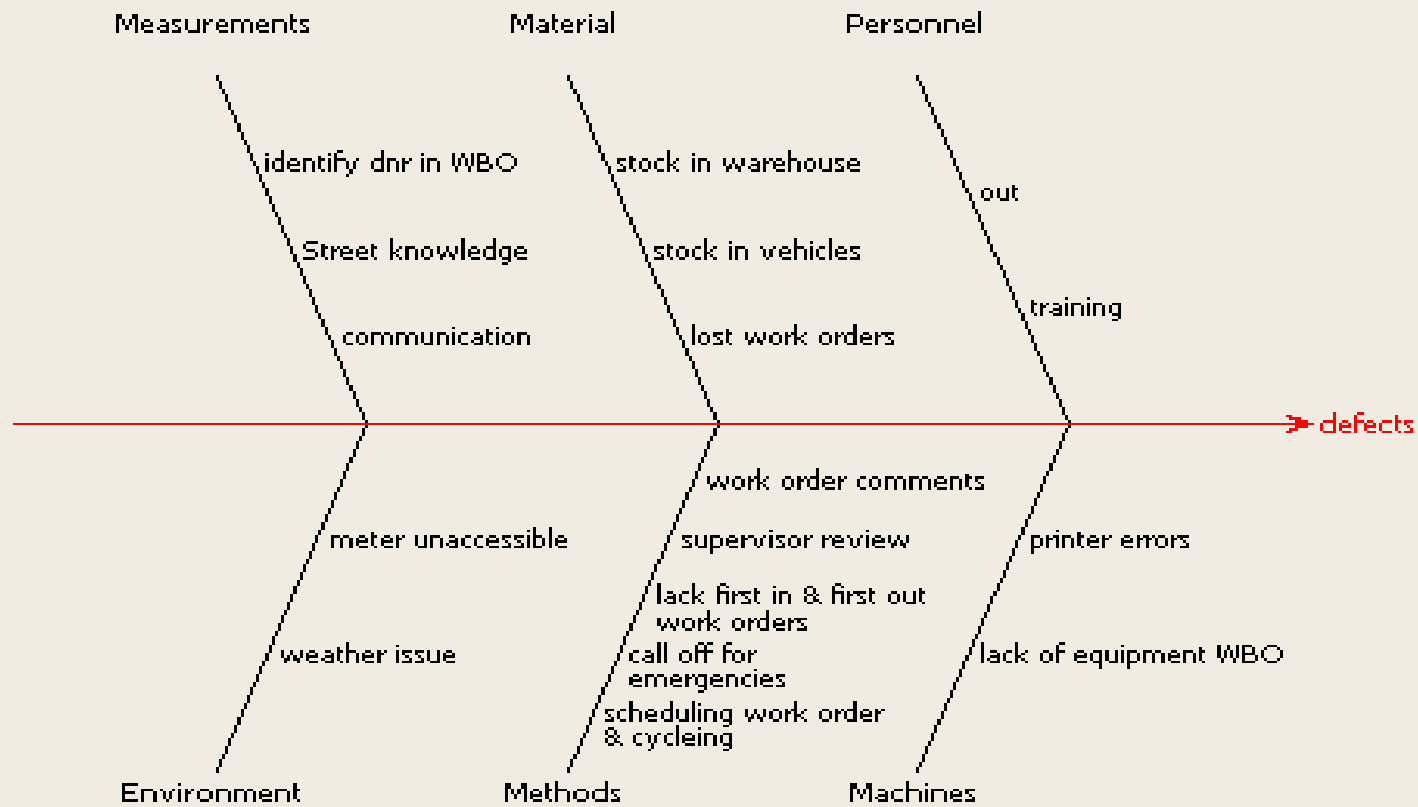 Measurements
Material
Personnel
identify dnr in WBO
stock in warehouse
out
Street knowledge
stock in vehicles
training
communication
lost work orders
defects
work order comments
meter unaccessible
supervisor review
printer errors
lack first in & first out
work orders
weather issue
call off for
emergencies
lack of equipment WBO
scheduling work order
& cycleing
Environment
Methods
Machines